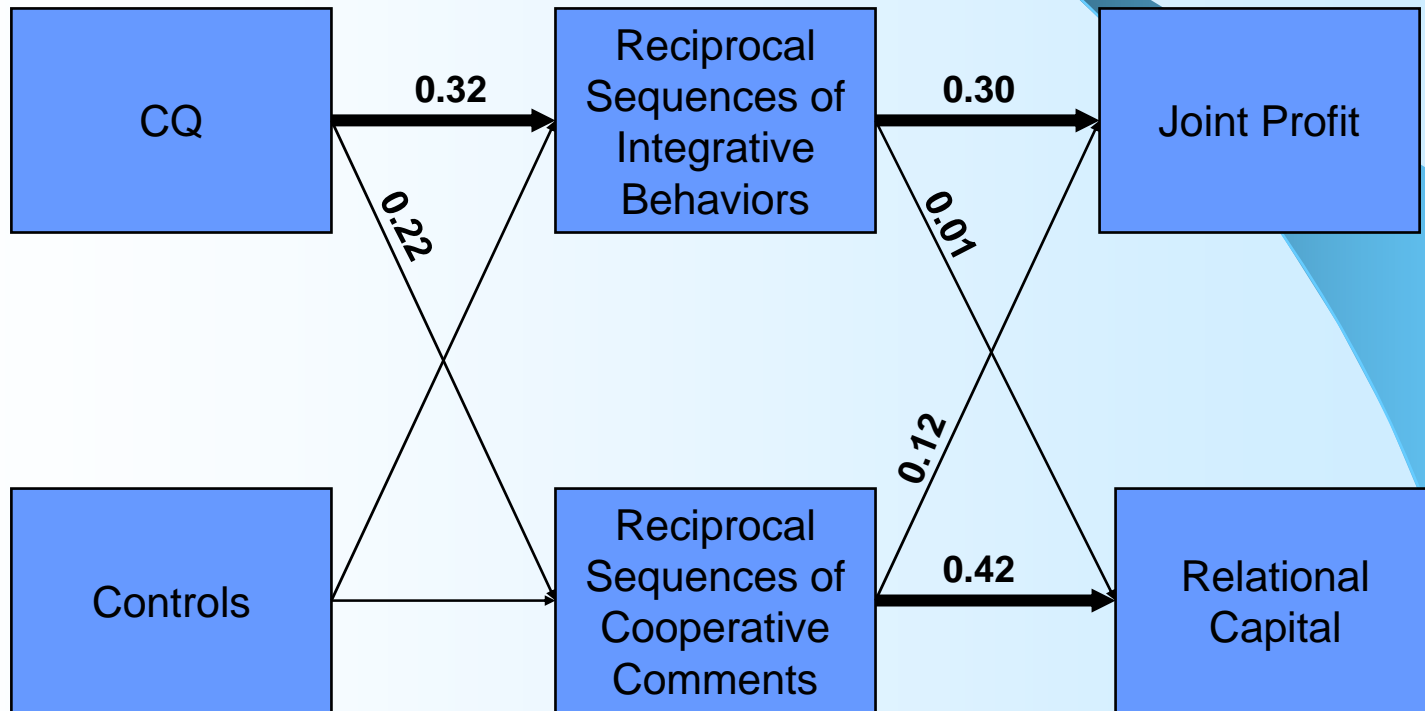 CQ
0.32
Reciprocal
Sequences of
Integrative
Behaviors
0.30
Joint Profit
0.22
0.01
0.12
Controls
Reciprocal
Sequences of
Cooperative
Comments
0.42
Relational
Capital